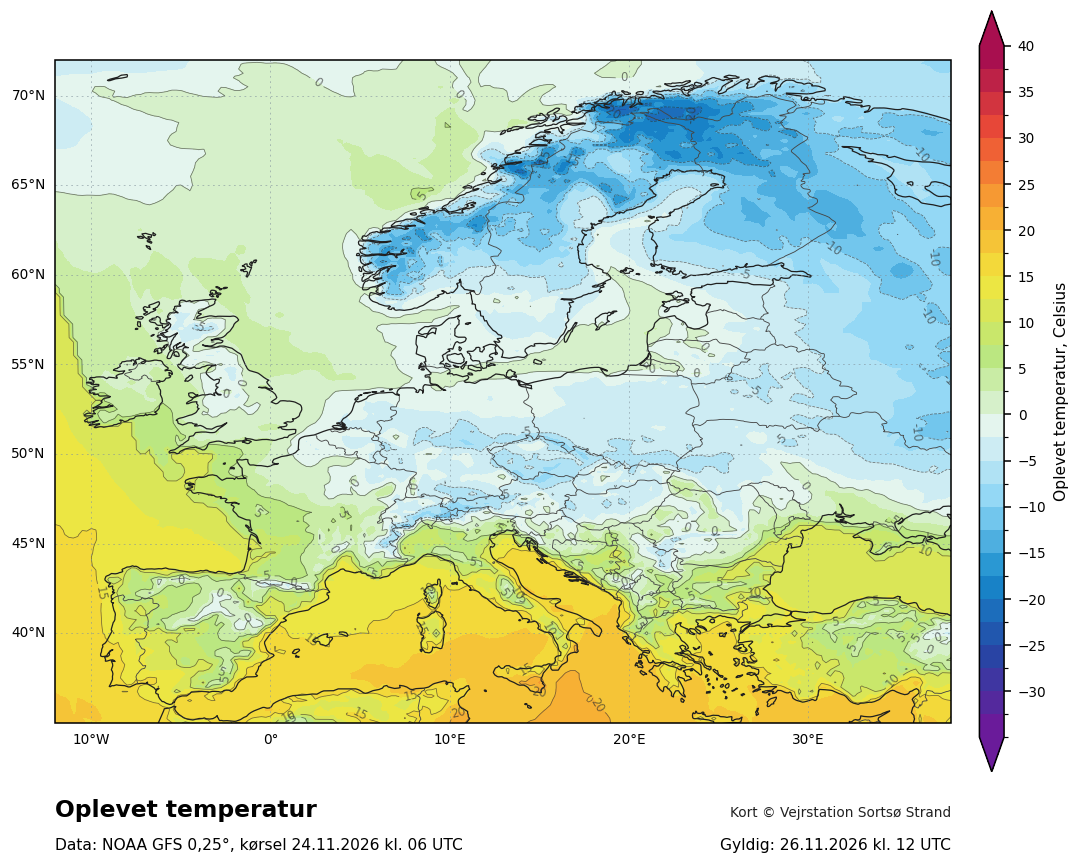 40
35
30
25
20
15
10
5
0
−5
−10
−15
−20
−25
−30
Oplevet temperatur, Celsius
70°N
65°N
60°N
55°N
50°N
45°N
40°N
10°W
0°
10°E
20°E
30°E
Oplevet temperatur
Kort © Vejrstation Sortsø Strand
Data: NOAA GFS 0,25°, kørsel 24.11.2026 kl. 06 UTC
Gyldig: 26.11.2026 kl. 12 UTC